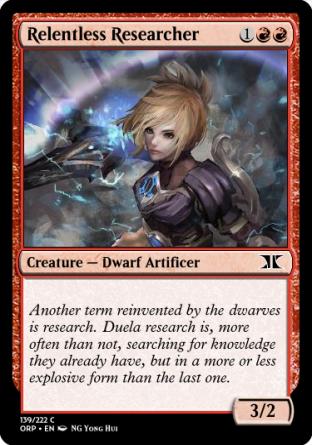 Relentless Researcher 1
Creature — Dwarf Artificer
Another term reinvented by the dwarves
is research. Duela research is, more
often than not, searching for knowledge
they already have, but in a more or less
explosive form than the last one.
3/2
139/222 C
ORP • EN NG Yong Hui